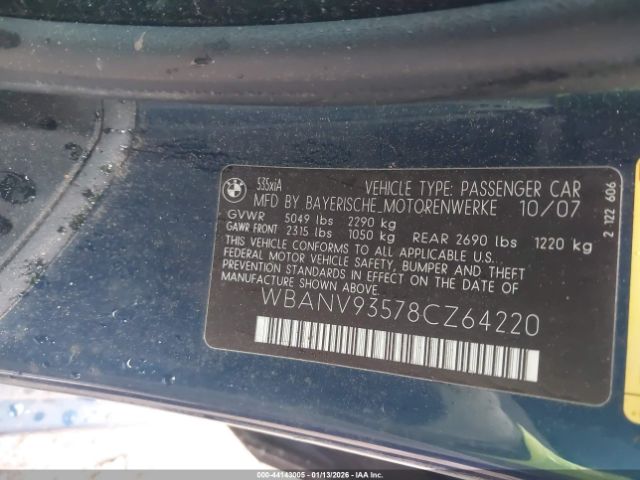 BMW
535xiA
VEHICLE TYPE: PASSENGER CAR
MFD BY BAYERISCHE MOTORENWERKE 10/07
GVWR 5049 lbs 2290 kg
GAWR FRONT 2315 lbs 1050 kg REAR 2690 lbs 1220 kg
THIS VEHICLE CONFORMS TO ALL APPLICABLE U.S.
FEDERAL MOTOR VEHICLE SAFETY, BUMPER AND THEFT
PREVENTION STANDARDS IN EFFECT ON THE DATE OF
MANUFACTURE SHOWN ABOVE.
WBANV93578CZ64220
2 122 606
000-44143005 - 01/13/2026 - IAAI.COM